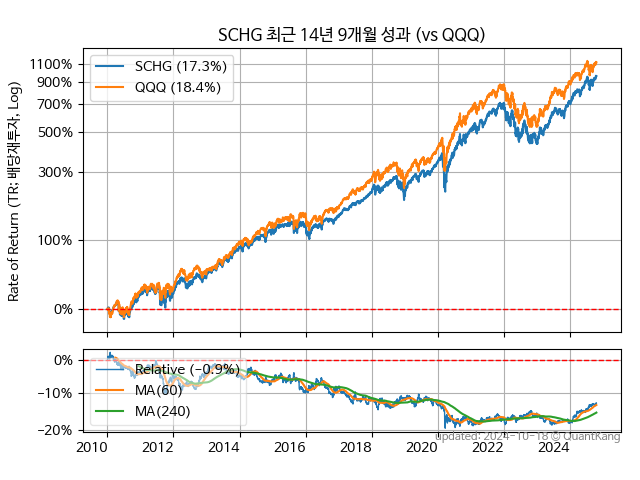 SCHG 최근 14년 9개월 성과 (vs QQQ)
Rate of Return (TR; 배당재투자, Log)
1100%
900%
700%
500%
300%
100%
0%
SCHG (17.3%)
QQQ (18.4%)
0%
−10%
−20%
Relative (−0.9%)
MA(60)
MA(240)
2010 2012 2014 2016 2018 2020 2022 2024
Updated: 2024-10-18 © QuantKang